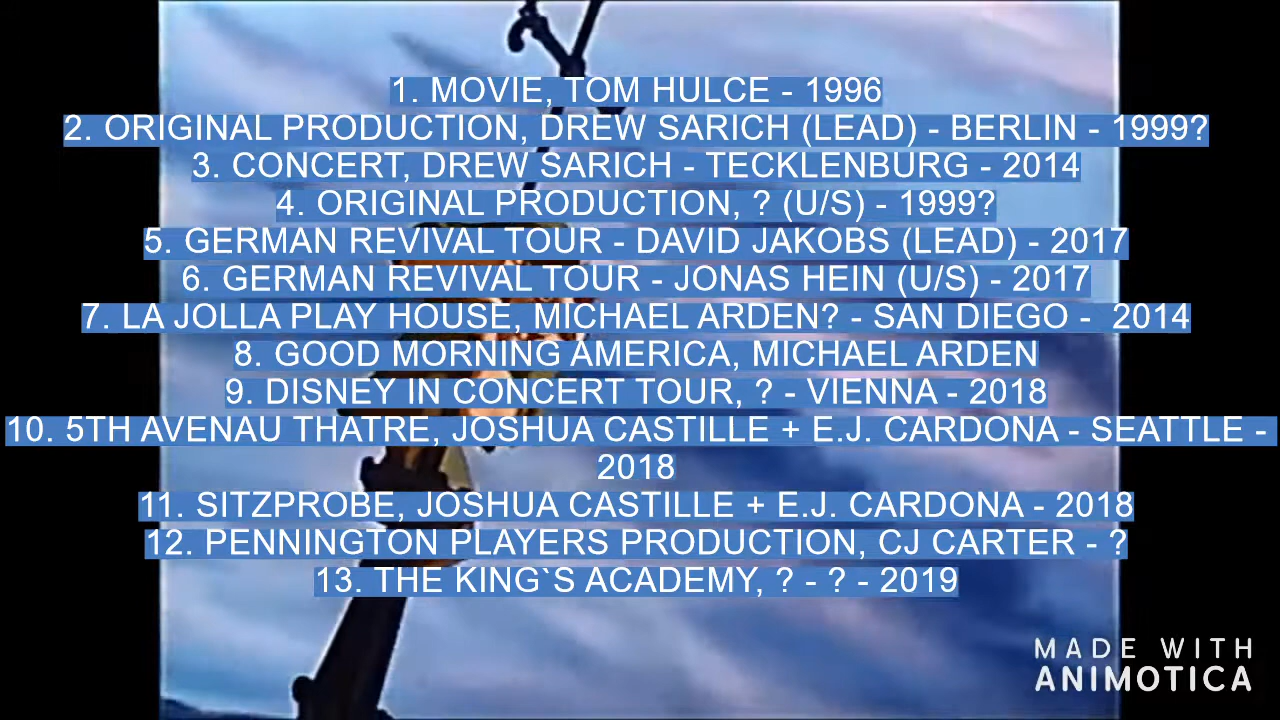 1. MOVIE, TOM HULCE - 1996
2. ORIGINAL PRODUCTION, DREW SARICH (LEAD) - BERLIN - 1999?
3. CONCERT, DREW SARICH - TECKLENBURG - 2014
4. ORIGINAL PRODUCTION, ? (U/S) - 1999?
5. GERMAN REVIVAL TOUR - DAVID JAKOBS (LEAD) - 2017
6. GERMAN REVIVAL TOUR - JONAS HEIN (U/S) - 2017
7. LA JOLLA PLAY HOUSE, MICHAEL ARDEN? - SAN DIEGO -  2014
8. GOOD MORNING AMERICA, MICHAEL ARDEN
9. DISNEY IN CONCERT TOUR, ? - VIENNA - 2018
10. 5TH AVENAU THATRE, JOSHUA CASTILLE + E.J. CARDONA - SEATTLE -
2018
11. SITZPROBE, JOSHUA CASTILLE + E.J. CARDONA - 2018
12. PENNINGTON PLAYERS PRODUCTION, CJ CARTER - ?
13. THE KING`S ACADEMY, ? - ? - 2019
MADE WITH
ANIMOTICA